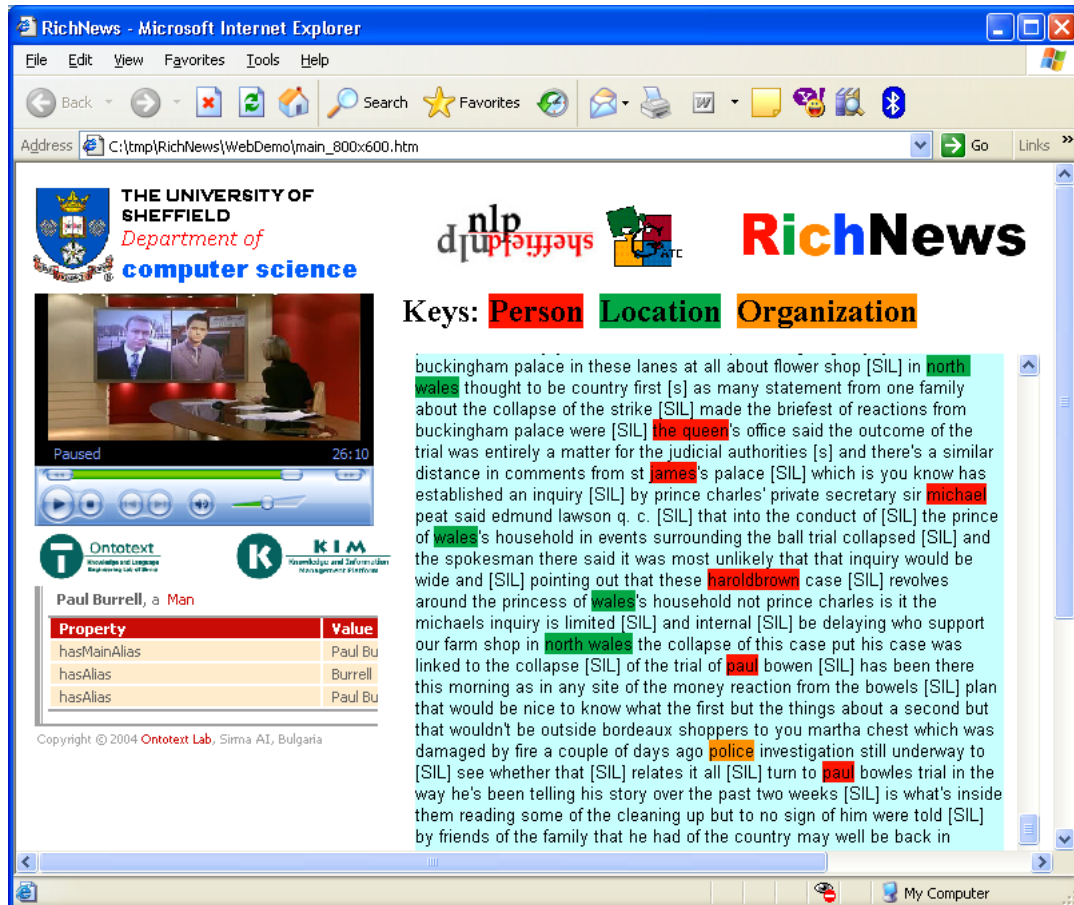 RichNews - Microsoft Internet Explorer
File Edit View Favorites Tools Help
Back Search Favorites
Address C:\tmp\RichNews\WebDemo\main_800x600.htm Go Links »
THE UNIVERSITY OF
SHEFFIELD
Department of
computer science
nlp
sheffield nlp
GATE
RichNews
Keys: Person Location Organization
Paused 26:10
buckingham palace in these lanes at all about flower shop [SIL] in north
wales thought to be country first [s] as many statement from one family
about the collapse of the strike [SIL] made the briefest of reactions from
buckingham palace were [SIL] the queen's office said the outcome of the
trial was entirely a matter for the judicial authorities [s] and there's a similar
distance in comments from st james's palace [SIL] which is you know has
established an inquiry [SIL] by prince charles' private secretary sir michael
peat said edmund lawson q. c. [SIL] that into the conduct of [SIL] the prince
of wales's household in events surrounding the ball trial collapsed [SIL] and
the spokesman there said it was most unlikely that that inquiry would be
wide and [SIL] pointing out that these haroldbrown case [SIL] revolves
around the princess of wales's household not prince charles is it the
michaels inquiry is limited [SIL] and internal [SIL] be delaying who support
our farm shop in north wales the collapse of this case put his case was
linked to the collapse [SIL] of the trial of paul bowen [SIL] has been there
this morning as in any site of the money reaction from the bowels [SIL] plan
that would be nice to know what the first but the things about a second but
that wouldn't be outside bordeaux shoppers to you martha chest which was
damaged by fire a couple of days ago police investigation still underway to
[SIL] see whether that [SIL] relates it all [SIL] turn to paul bowles trial in the
way he's been telling his story over the past two weeks [SIL] is what's inside
them reading some of the cleaning up but to no sign of him were told [SIL]
by friends of the family that he had of the country may well be back in
Ontotext
Knowledge and Language
Engineering Lab of Sirma
KIM
Knowledge and Information
Management Platform
Paul Burrell, a Man
Property Value
hasMainAlias Paul Bu
hasAlias Burrell
hasAlias Paul Bu
Copyright © 2004 Ontotext Lab, Sirma AI, Bulgaria
My Computer